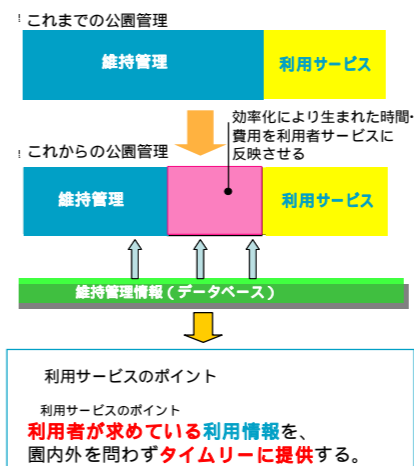 これまでの公園管理
維持管理
利用サービス
効率化により生まれた時間・
費用を利用者サービスに
反映させる
これからの公園管理
維持管理
利用サービス
維持管理情報(データベース)
利用サービスのポイント
利用サービスのポイント
利用者が求めている利用情報を、
園内外を問わずタイムリーに提供する。